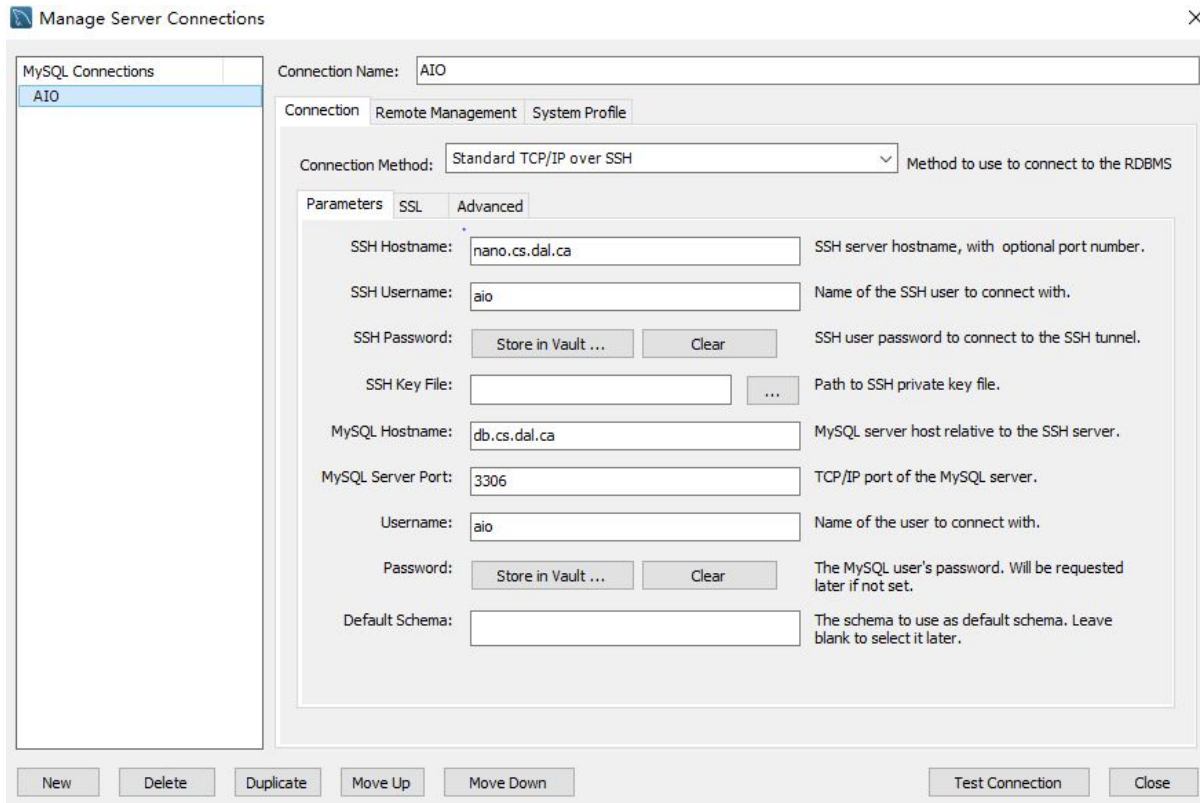 Manage Server Connections
MySQL Connections
AIO
Connection Name: AIO
Connection Remote Management System Profile
Connection Method: Standard TCP/IP over SSH Method to use to connect to the RDBMS
Parameters SSL Advanced
SSH Hostname: nano.cs.dal.ca SSH server hostname, with optional port number.
SSH Username: aio Name of the SSH user to connect with.
SSH Password: Store in Vault ... Clear SSH user password to connect to the SSH tunnel.
SSH Key File: ... Path to SSH private key file.
MySQL Hostname: db.cs.dal.ca MySQL server host relative to the SSH server.
MySQL Server Port: 3306 TCP/IP port of the MySQL server.
Username: aio Name of the user to connect with.
Password: Store in Vault ... Clear The MySQL user's password. Will be requested
later if not set.
Default Schema: The schema to use as default schema. Leave
blank to select it later.
New Delete Duplicate Move Up Move Down Test Connection Close